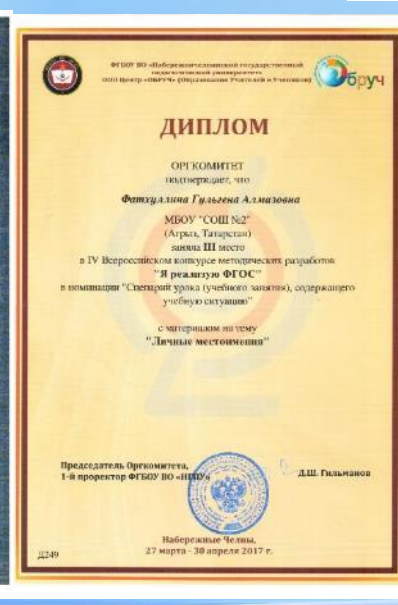 ФГБОУ ВО «Набережночелнинский государственный
педагогический университет»
ООО Центр «ОБРУЧ» (Образование Учителей и Учеников)
Обруч
ДИПЛОМ
ОРГКОМИТЕТ
подтверждает, что
Фатхуллина Гульгена Алмазовна
МБОУ "СОШ №2"
(Агрыз, Татарстан)
заняла III место
в IV Всероссийском конкурсе методических разработок
"Я реализую ФГОС"
в номинации "Сценарий урока (учебного занятия), содержащего
учебную ситуацию"
с материалом на тему
"Личные местоимения"
Председатель Оргкомитета,
1-й проректор ФГБОУ ВО «НГПУ»
Д.Ш. Гильманов
Набережные Челны,
27 марта - 30 апреля 2017 г.
Д249